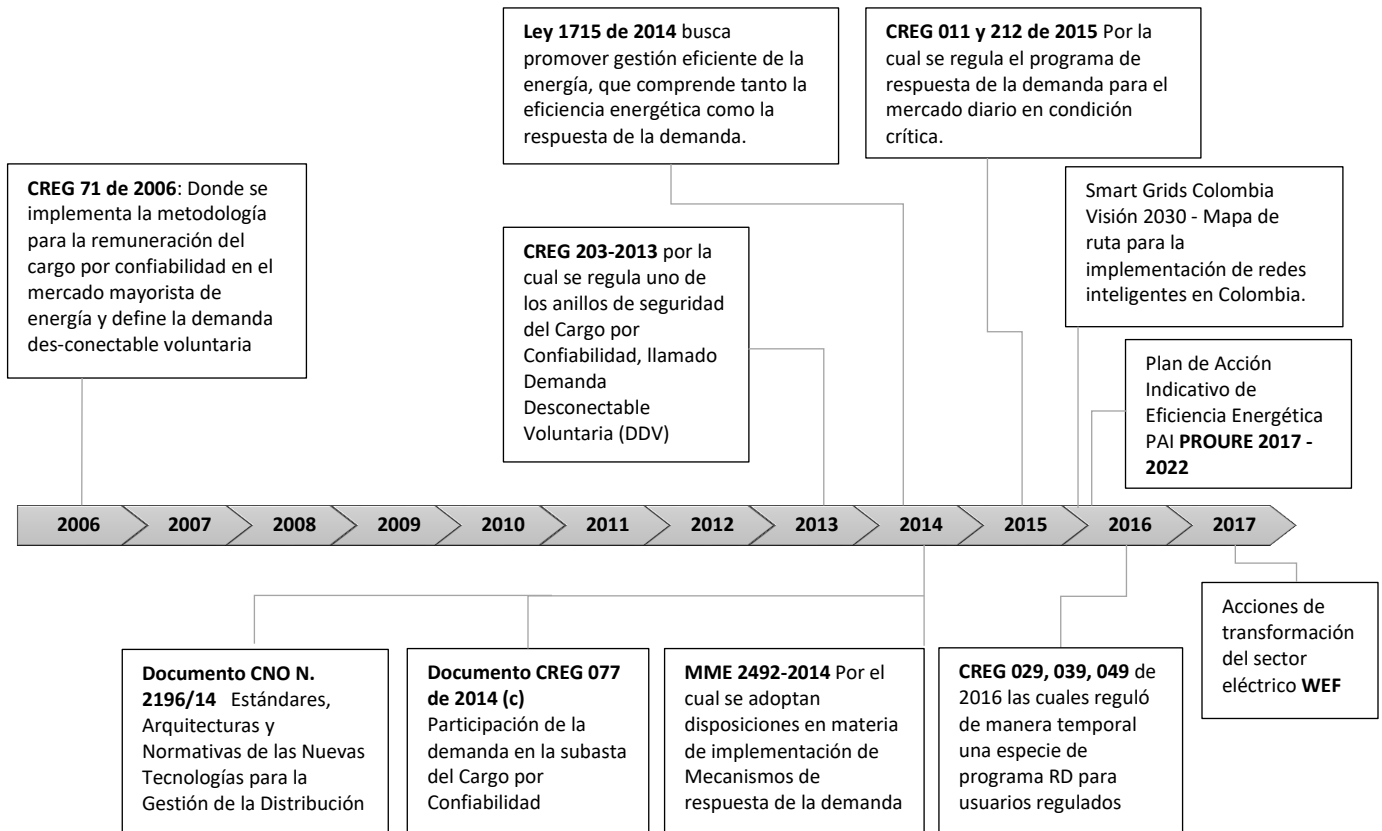 Ley 1715 de 2014 busca
promover gestión eficiente de la
energía, que comprende tanto la
eficiencia energética como la
respuesta de la demanda.
CREG 011 y 212 de 2015 Por la
cual se regula el programa de
respuesta de la demanda para el
mercado diario en condición
crítica.
CREG 71 de 2006: Donde se
implementa la metodología
para la remuneración del
cargo por confiabilidad en el
mercado mayorista de
energía y define la demanda
des-conectable voluntaria
CREG 203-2013 por la
cual se regula uno de
los anillos de seguridad
del Cargo por
Confiabilidad, llamado
Demanda
Desconectable
Voluntaria (DDV)
Smart Grids Colombia
Visión 2030 - Mapa de
ruta para la
implementación de redes
inteligentes en Colombia.
Plan de Acción
Indicativo de
Eficiencia Energética
PAI PROURE 2017 -
2022
2006 2007 2008 2009 2010 2011 2012 2013 2014 2015 2016 2017
Documento CNO N.
2196/14 Estándares,
Arquitecturas y
Normativas de las Nuevas
Tecnologías para la
Gestión de la Distribución
Documento CREG 077
de 2014 (c)
Participación de la
demanda en la subasta
del Cargo por
Confiabilidad
MME 2492-2014 Por el
cual se adoptan
disposiciones en materia
de implementación de
Mecanismos de
respuesta de la demanda
CREG 029, 039, 049 de
2016 las cuales reguló
de manera temporal
una especie de
programa RD para
usuarios regulados
Acciones de
transformación
del sector
eléctrico WEF